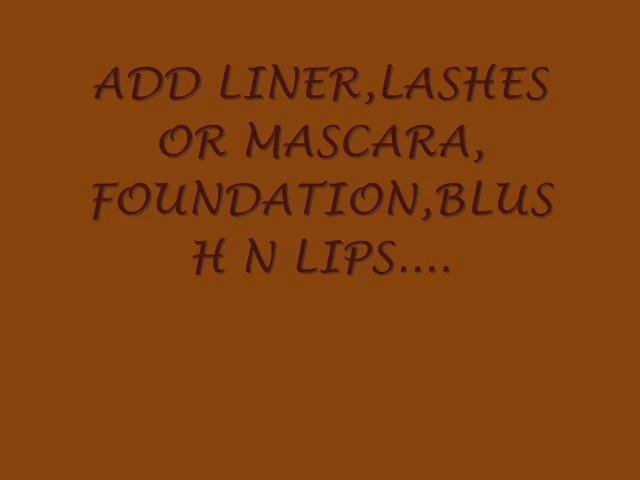 ADD LINER,LASHES
OR MASCARA,
FOUNDATION,BLUS
H N LIPS....